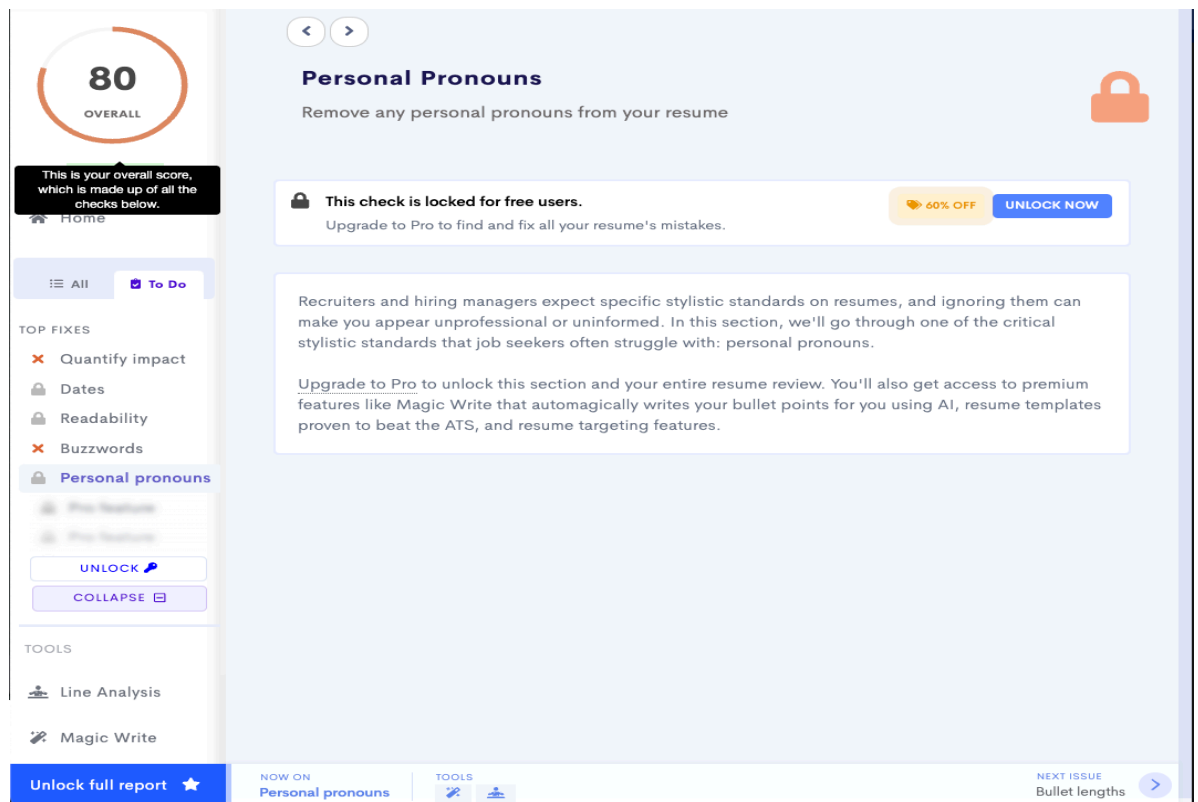 80
OVERALL
This is your overall score,
which is made up of all the
checks below.
Home
All
To Do
TOP FIXES
Quantify impact
Dates
Readability
Buzzwords
Personal pronouns
Pro feature
Pro feature
UNLOCK
COLLAPSE
TOOLS
Line Analysis
Magic Write
Unlock full report
Personal Pronouns
Remove any personal pronouns from your resume
This check is locked for free users.
Upgrade to Pro to find and fix all your resume's mistakes.
60% OFF
UNLOCK NOW
Recruiters and hiring managers expect specific stylistic standards on resumes, and ignoring them can
make you appear unprofessional or uninformed. In this section, we'll go through one of the critical
stylistic standards that job seekers often struggle with: personal pronouns.
Upgrade to Pro to unlock this section and your entire resume review. You'll also get access to premium
features like Magic Write that automagically writes your bullet points for you using AI, resume templates
proven to beat the ATS, and resume targeting features.
NOW ON
Personal pronouns
TOOLS
NEXT ISSUE
Bullet lengths